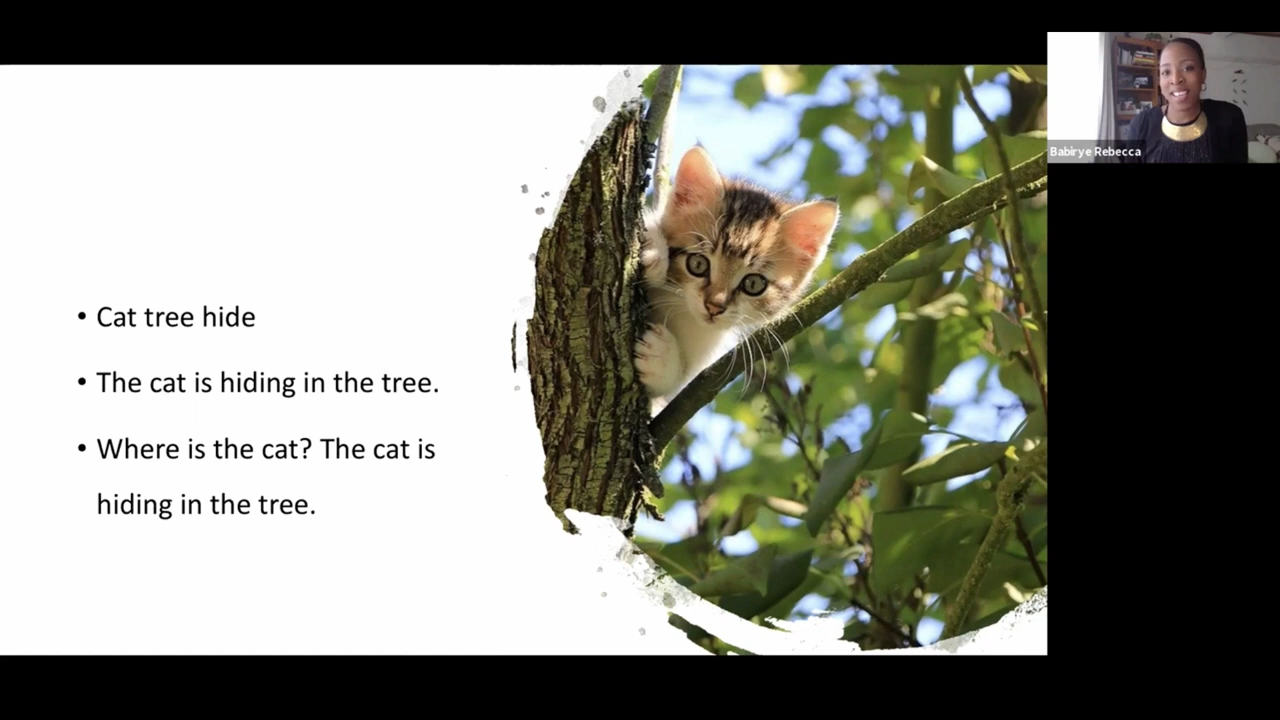 • Cat tree hide
• The cat is hiding in the tree.
• Where is the cat? The cat is
hiding in the tree.
Babirye Rebecca